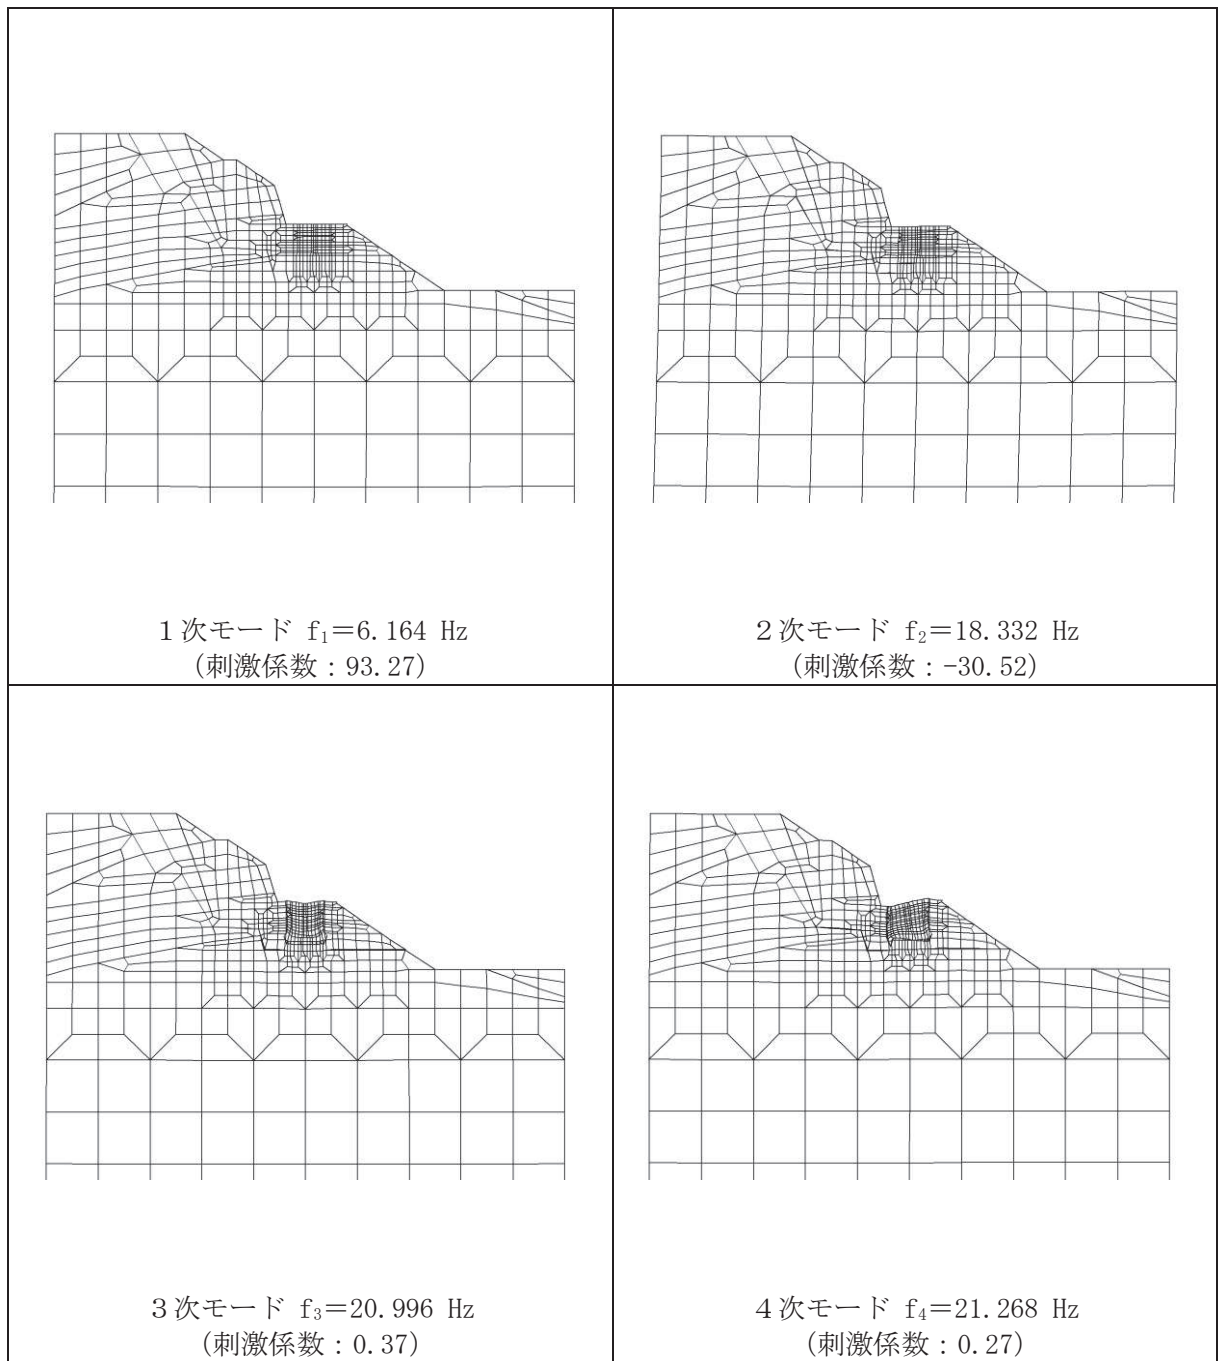 1次モード f₁=6.164 Hz
(刺激係数:93.27)
2次モード f₂=18.332 Hz
(刺激係数:-30.52)
3次モード f₃=20.996 Hz
(刺激係数:0.37)
4次モード f₄=21.268 Hz
(刺激係数:0.27)